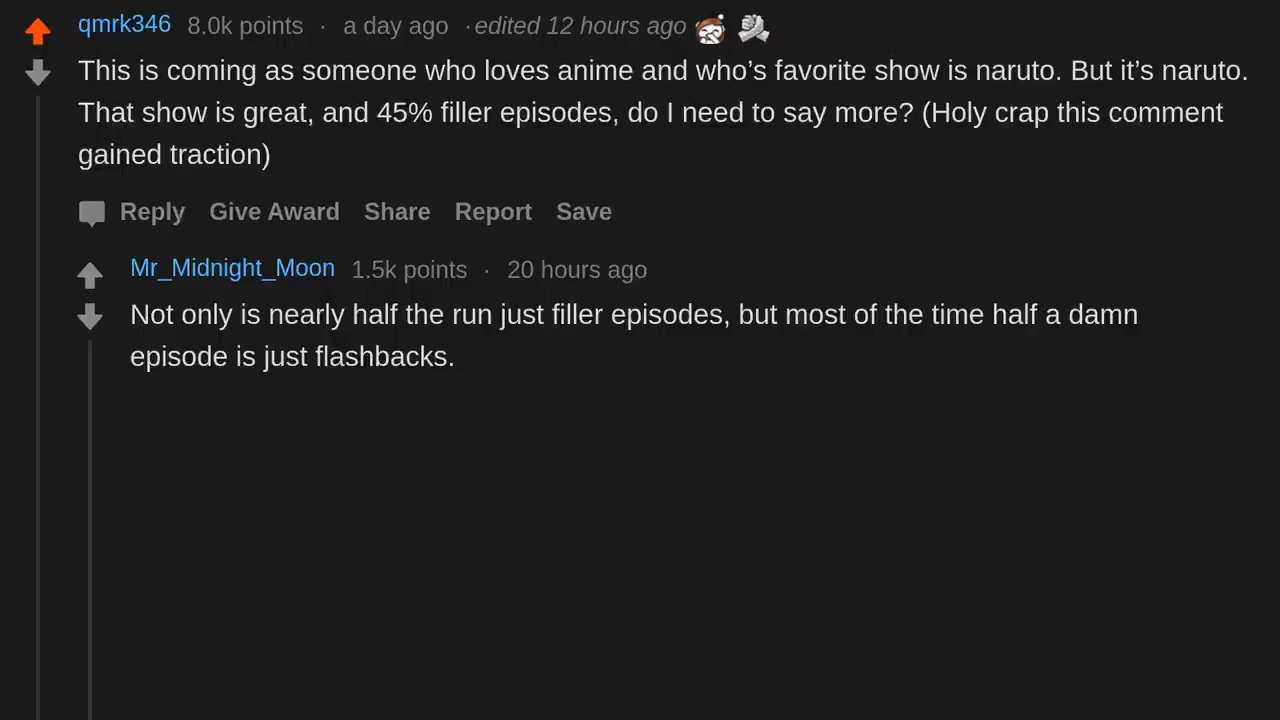 qmrk346 8.0k points · a day ago · edited 12 hours ago
This is coming as someone who loves anime and who’s favorite show is naruto. But it’s naruto.
That show is great, and 45% filler episodes, do I need to say more? (Holy crap this comment
gained traction)
Reply Give Award Share Report Save
Mr_Midnight_Moon 1.5k points · 20 hours ago
Not only is nearly half the run just filler episodes, but most of the time half a damn
episode is just flashbacks.